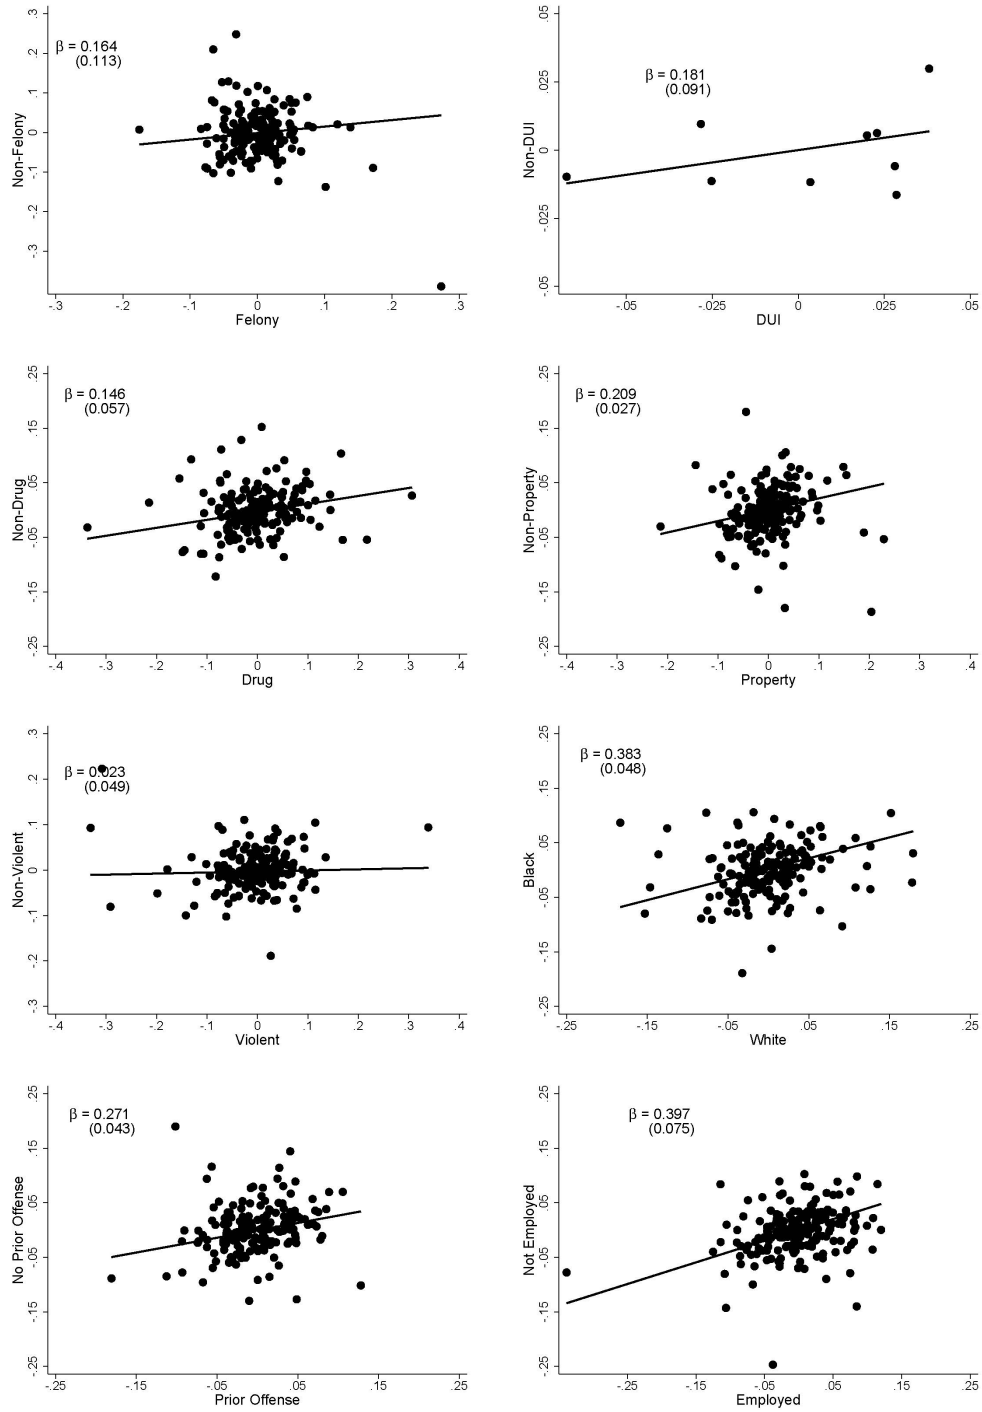 .3
.2
.1
0
-.1
-.2
-.3
Non-Felony
β = 0.164
(0.113)
-.3 -.2 -.1 0 .1 .2 .3
Felony
.05
.025
0
-.025
-.05
Non-DUI
β = 0.181
(0.091)
-.05 -.025 0 .025 .05
DUI
.25
.15
.05
-.05
-.15
-.25
Non-Drug
β = 0.146
(0.057)
-.4 -.3 -.2 -.1 0 .1 .2 .3 .4
Drug
.25
.15
.05
-.05
-.15
-.25
Non-Property
β = 0.209
(0.027)
-.4 -.3 -.2 -.1 0 .1 .2 .3 .4
Property
.3
.2
.1
0
-.1
-.2
-.3
Non-Violent
β = 0.023
(0.049)
-.4 -.3 -.2 -.1 0 .1 .2 .3 .4
Violent
.25
.15
.05
-.05
-.15
-.25
Black
β = 0.383
(0.048)
-.25 -.15 -.05 .05 .15 .25
White
.25
.15
.05
-.05
-.15
-.25
No Prior Offense
β = 0.271
(0.043)
-.25 -.15 -.05 .05 .15 .25
Prior Offense
.25
.15
.05
-.05
-.15
-.25
Not Employed
β = 0.397
(0.075)
-.25 -.15 -.05 .05 .15 .25
Employed